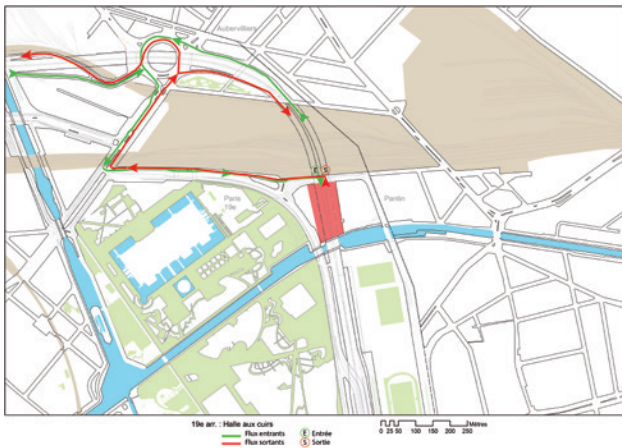 Aubervilliers
E S
Paris
19e
Pantin
19e arr. : Halle aux cuirs
Flux entrants
E Entrée
Flux sortants
S Sortie
0 25 50 100 150 200 250 Mètres